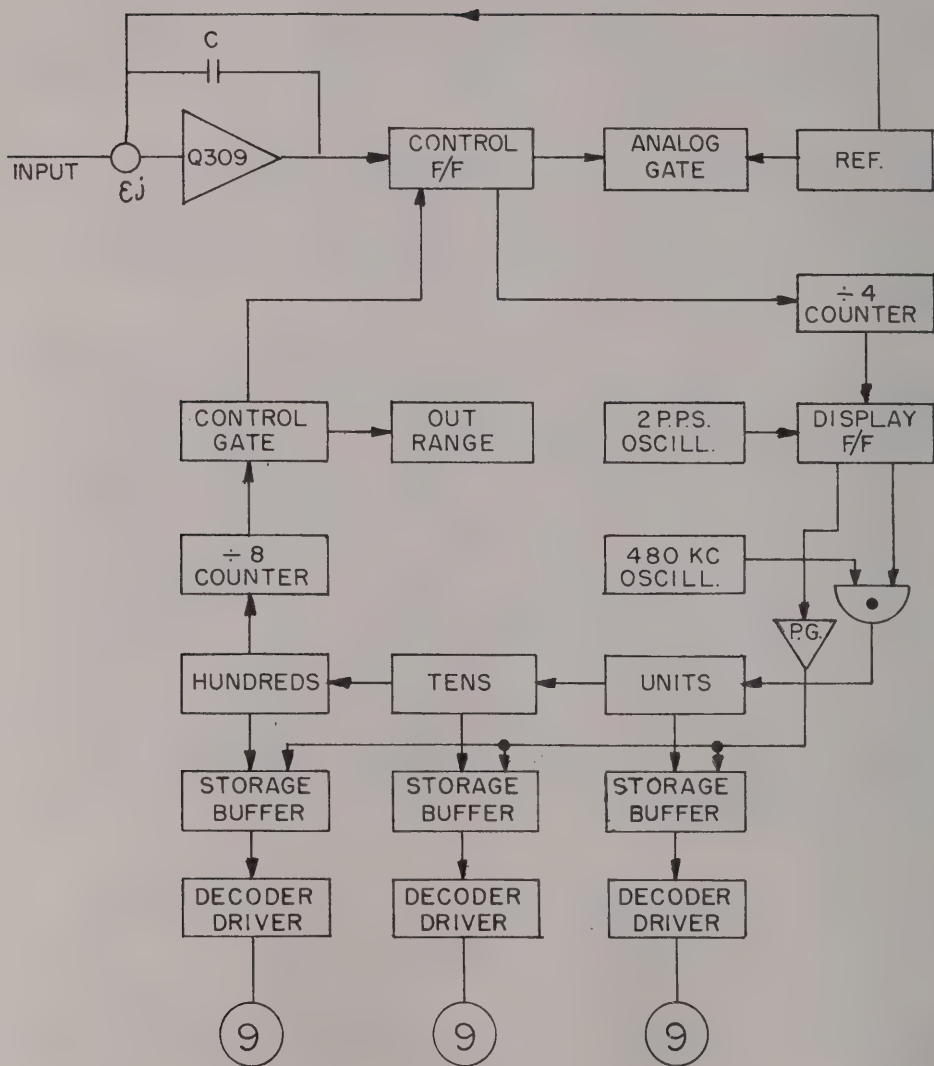 C
INPUT
εj
Q309
CONTROL
F/F
ANALOG
GATE
REF.
÷ 4
COUNTER
CONTROL
GATE
OUT
RANGE
2 P.P.S.
OSCILL.
DISPLAY
F/F
÷ 8
COUNTER
480 KC
OSCILL.
P.G.
HUNDREDS
TENS
UNITS
STORAGE
BUFFER
STORAGE
BUFFER
STORAGE
BUFFER
DECODER
DRIVER
DECODER
DRIVER
DECODER
DRIVER
9
9
9